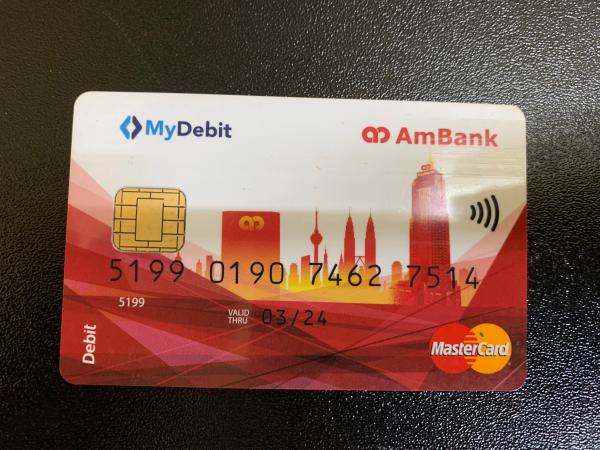 MyDebit
AmBank
5199 0190 7462 7514
5199
VALID THRU 03/24
Debit
MasterCard